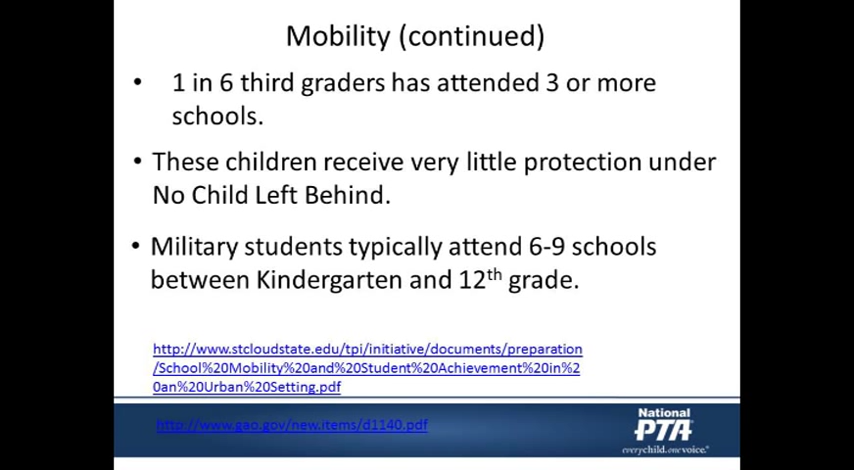 Mobility (continued)
• 1 in 6 third graders has attended 3 or more
schools.
• These children receive very little protection under
No Child Left Behind.
• Military students typically attend 6-9 schools
between Kindergarten and 12th grade.
http://www.stcloudstate.edu/tpi/initiative/documents/preparation
/School%20Mobility%20and%20Student%20Achievement%20in%2
0an%20Urban%20Setting.pdf
http://www.gao.gov/new.items/d1140.pdf
National
PTA®
everychild.onevoice.®